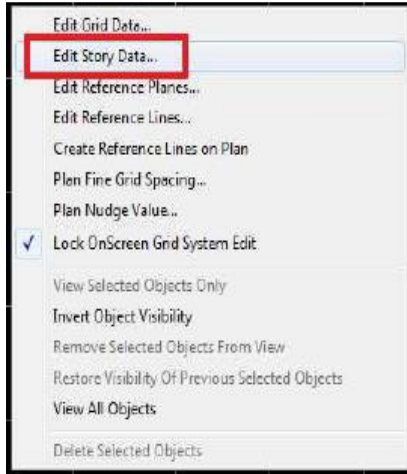 Edit Grid Data...
Edit Story Data...
Edit Reference Planes...
Edit Reference Lines...
Create Reference Lines on Plan
Plan Fine Grid Spacing...
Plan Nudge Value...
Lock OnScreen Grid System Edit
View Selected Objects Only
Invert Object Visibility
Remove Selected Objects From View
Restore Visibility Of Previous Selected Objects
View All Objects
Delete Selected Objects